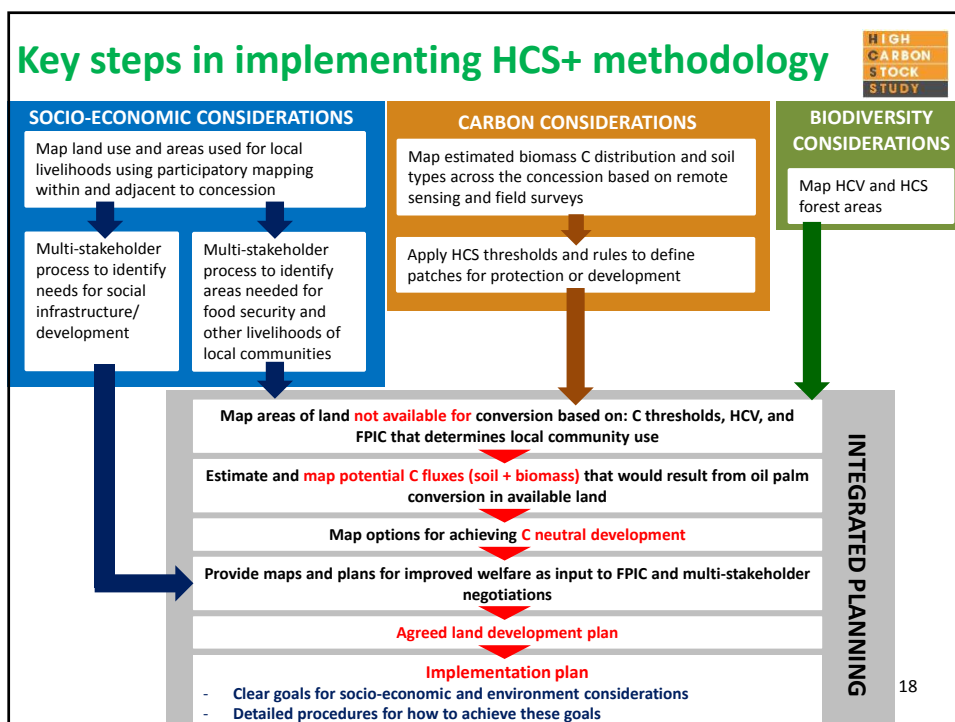 Key steps in implementing HCS+ methodology
HIGH
CARBON
STOCK
STUDY
SOCIO-ECONOMIC CONSIDERATIONS
Map land use and areas used for local
livelihoods using participatory mapping
within and adjacent to concession
Multi-stakeholder
process to identify
needs for social
infrastructure/
development
Multi-stakeholder
process to identify
areas needed for
food security and
other livelihoods of
local communities
CARBON CONSIDERATIONS
Map estimated biomass C distribution and soil
types across the concession based on remote
sensing and field surveys
Apply HCS thresholds and rules to define
patches for protection or development
BIODIVERSITY
CONSIDERATIONS
Map HCV and HCS
forest areas
Map areas of land not available for conversion based on: C thresholds, HCV, and
FPIC that determines local community use
Estimate and map potential C fluxes (soil + biomass) that would result from oil palm
conversion in available land
Map options for achieving C neutral development
Provide maps and plans for improved welfare as input to FPIC and multi-stakeholder
negotiations
Agreed land development plan
Implementation plan
- Clear goals for socio-economic and environment considerations
- Detailed procedures for how to achieve these goals
INTEGRATED PLANNING
18